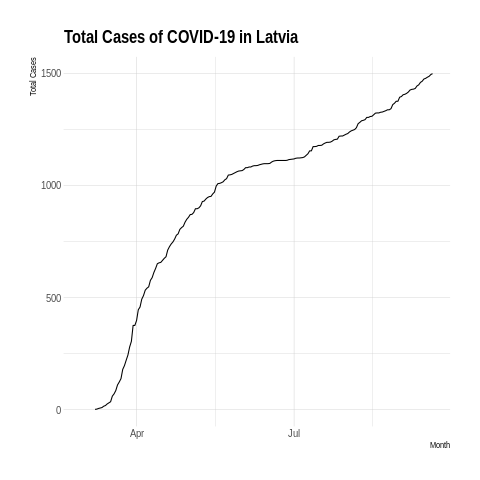 Total Cases of COVID-19 in Latvia
Total Cases
1500
1000
500
0
Apr
Jul
Month